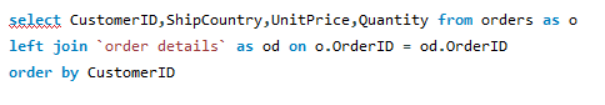 select CustomerID,ShipCountry,UnitPrice,Quantity from orders as o
left join `order details` as od on o.OrderID = od.OrderID
order by CustomerID